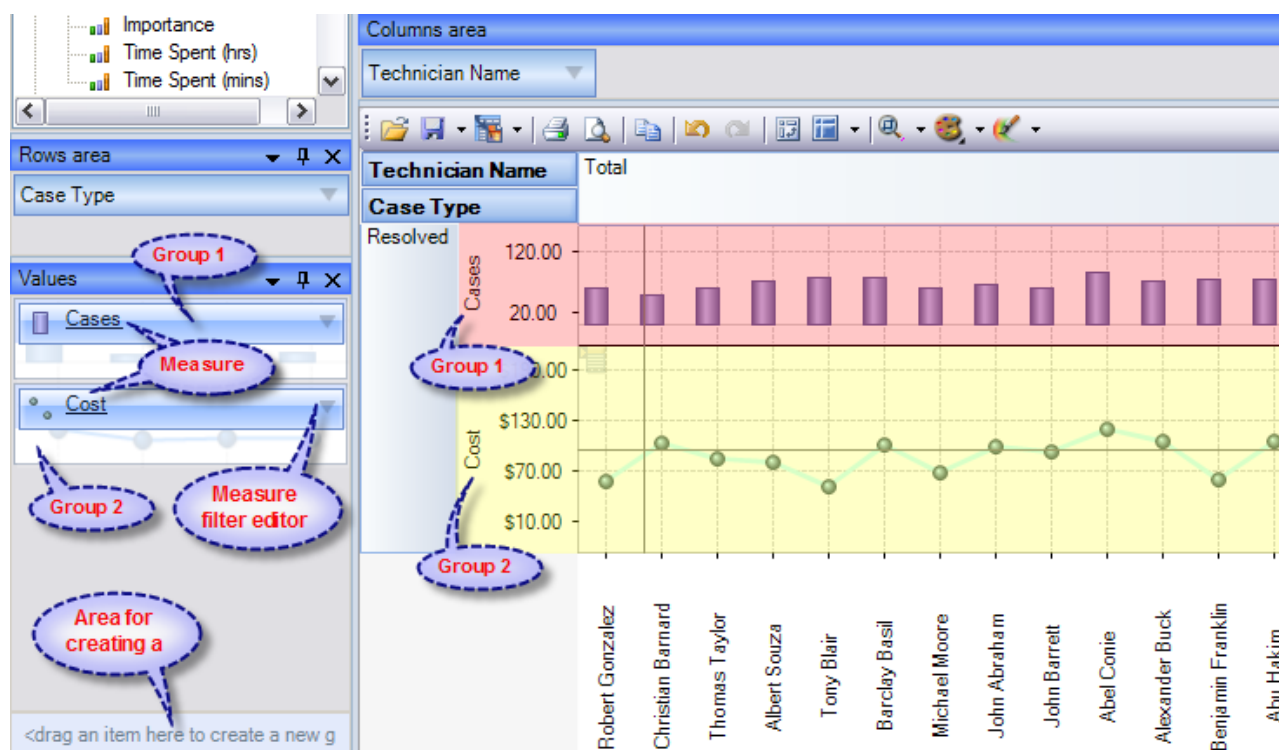 Importance
Time Spent (hrs)
Time Spent (mins)
Rows area
Case Type
Group 1
Values
Cases
Measure
Cost
Group 2
Measure
filter editor
Area for
creating a
<drag an item here to create a new g
Columns area
Technician Name
Technician Name
Total
Case Type
Resolved
Cases
120.00
20.00
Group 1
0.00
Cost
$130.00
$70.00
$10.00
Group 2
Robert Gonzalez
Christian Barnard
Thomas Taylor
Albert Souza
Tony Blair
Barclay Basil
Michael Moore
John Abraham
John Barrett
Abel Conie
Alexander Buck
Benjamin Franklin
Abu Hakim